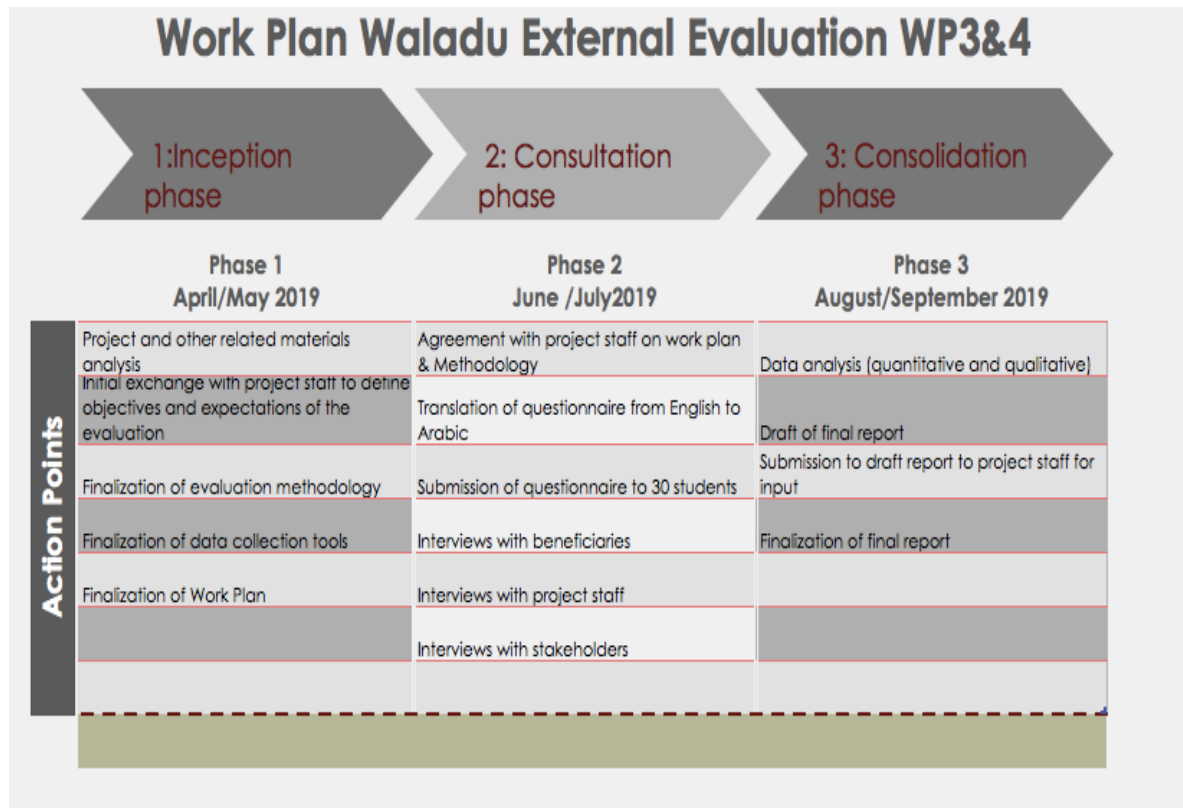 Work Plan Waladu External Evaluation WP3&4
1:Inception
phase
2: Consultation
phase
3: Consolidation
phase
Phase 1
April/May 2019
Phase 2
June /July2019
Phase 3
August/September 2019
Action Points
Project and other related materials
analysis
Initial exchange with project staff to define
objectives and expectations of the
evaluation
Finalization of evaluation methodology
Finalization of data collection tools
Finalization of Work Plan
Agreement with project staff on work plan
& Methodology
Translation of questionnaire from English to
Arabic
Submission of questionnaire to 30 students
Interviews with beneficiaries
Interviews with project staff
Interviews with stakeholders
Data analysis (quantitative and qualitative)
Draft of final report
Submission to draft report to project staff for
input
Finalization of final report